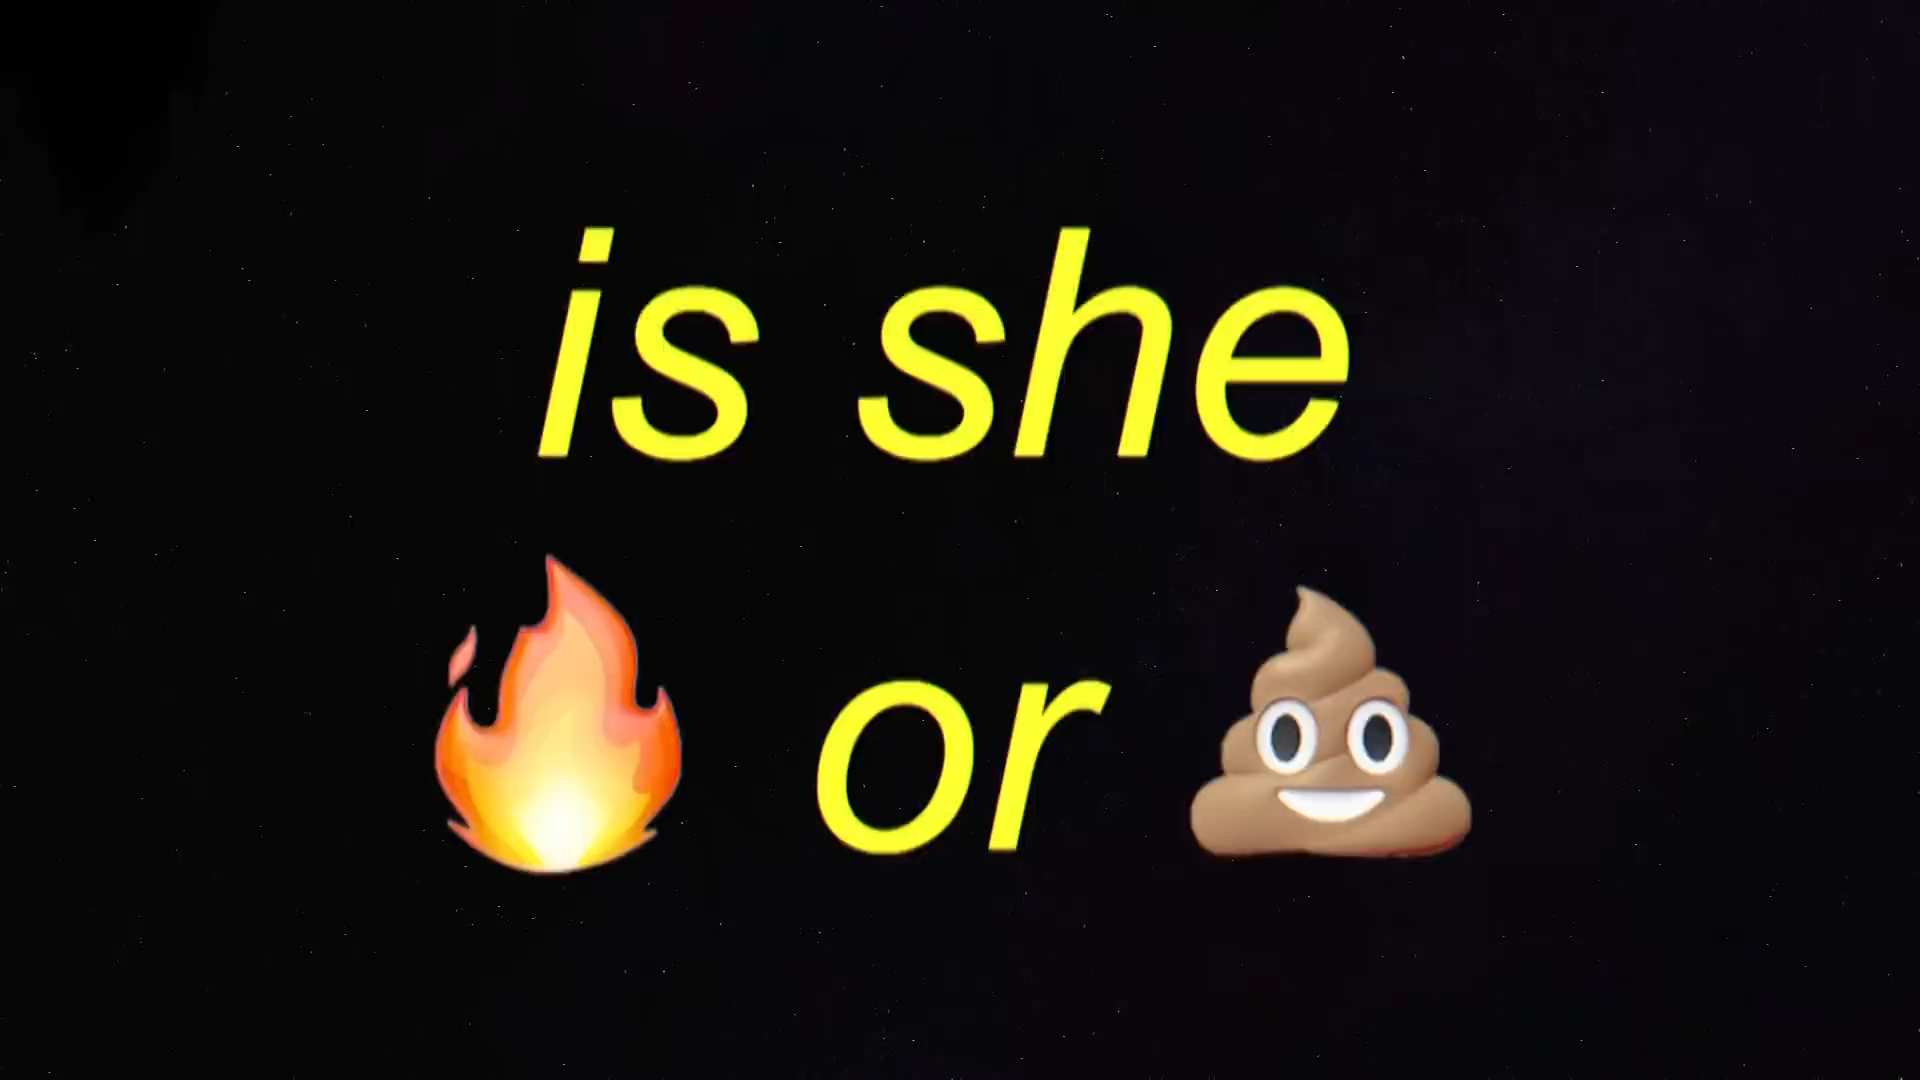 is she
🔥 or 💩